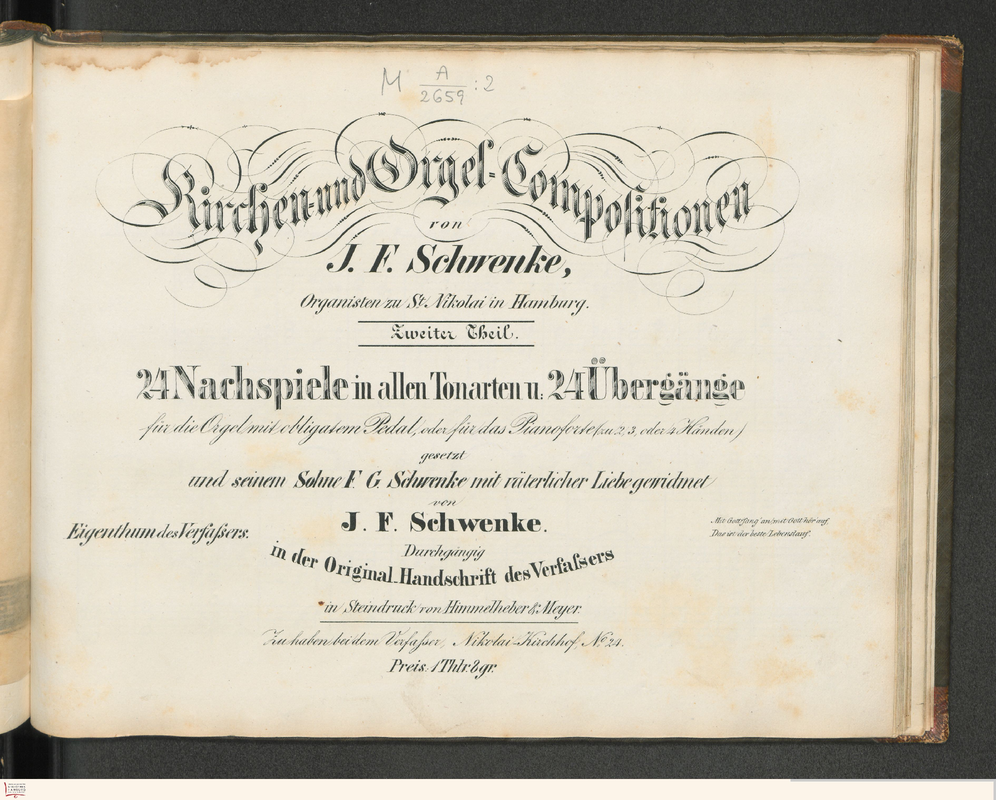 M A/2659 : 2
Kirchen- und Orgel-Compositionen
von
J. F. Schwenke,
Organisten zu St. Nikolai in Hamburg.
Zweiter Theil.
24 Nachspiele in allen Tonarten u: 24 Übergänge
für die Orgel mit obligatem Pedal, oder für das Pianoforte (zu 2, 3, oder 4 Händen)
gesetzt
und seinem Sohne F. G. Schwenke mit väterlicher Liebe gewidmet
von
J. F. Schwenke.
Eigenthum des Verfaſsers.
Mit Gott fang' an, mit Gott hör' auf,
Das ist der beste Lebenslauf.
Durchgängig
in der Original-Handschrift des Verfaſsers
in Steindruck von Himmelheber & Meyer.
Zu haben bei dem Verfaſser, Nikolai-Kirchhof, No. 24.
Preis. 1 Thlr. 8 gr.